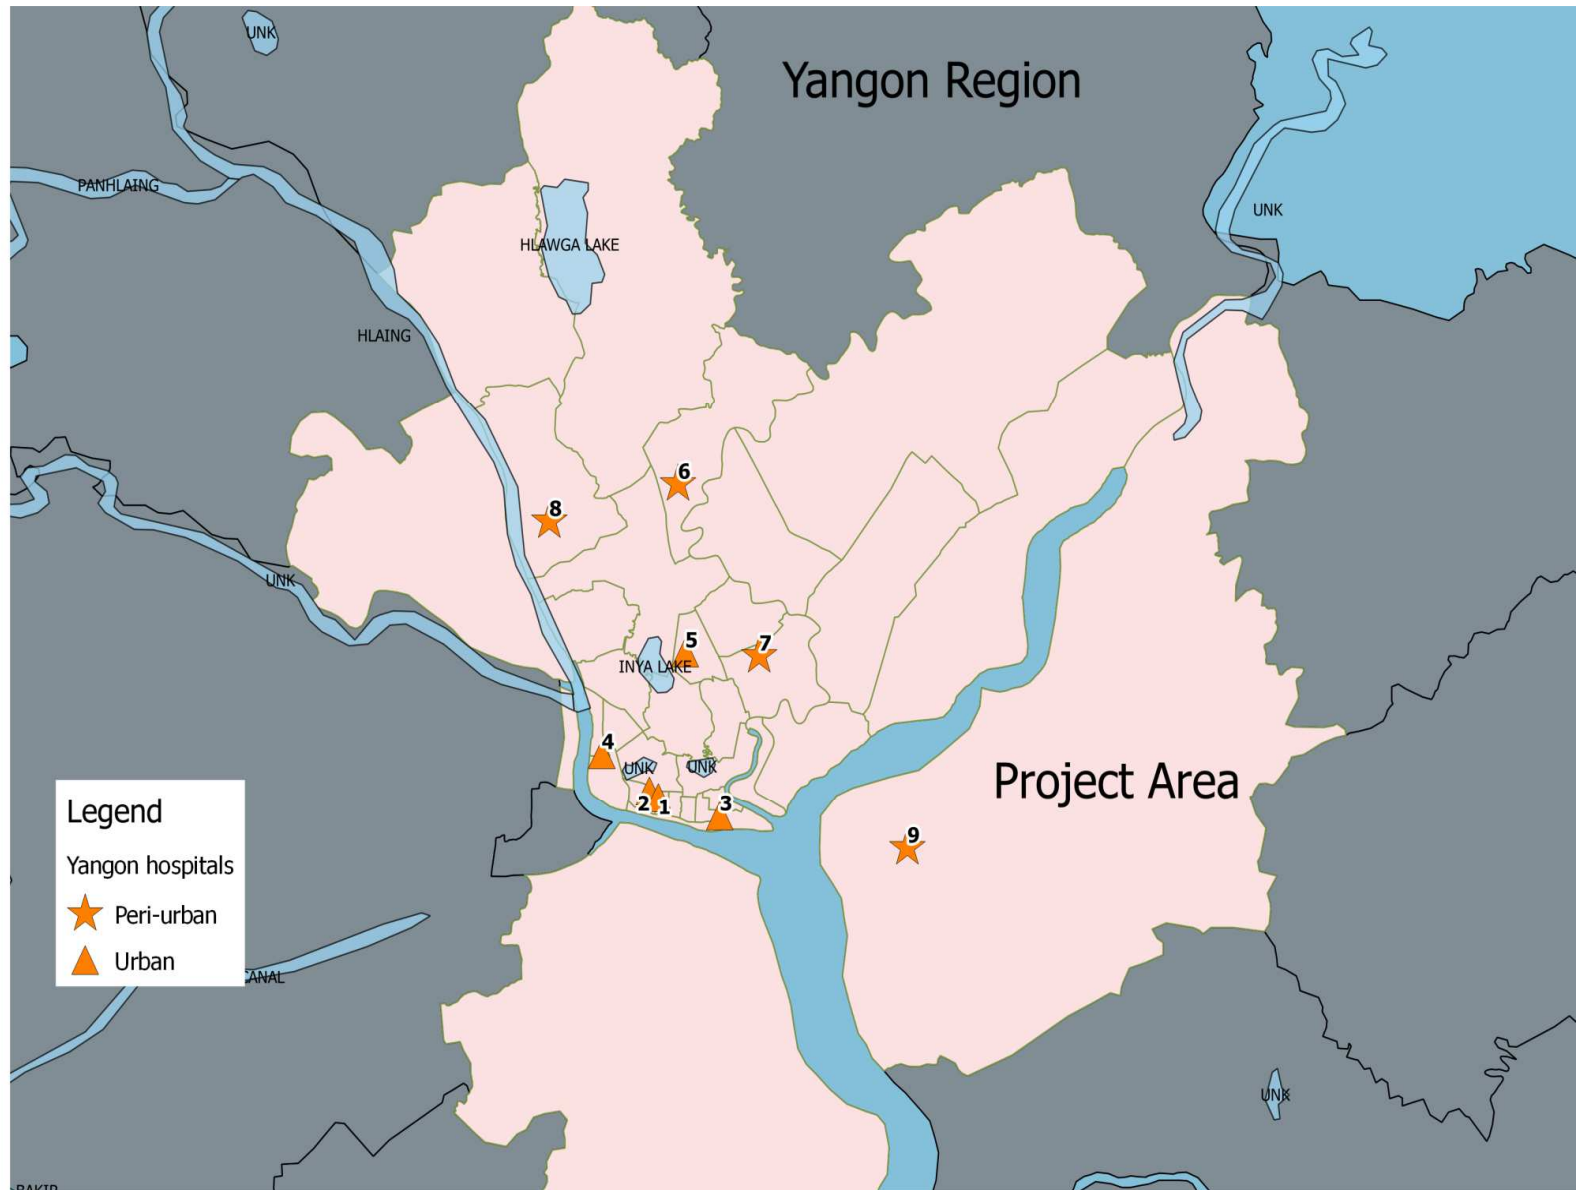 UNK
Yangon Region
PANHLAING
UNK
HLAWGA LAKE
HLAING
6
8
UNK
5
7
INYA LAKE
4
UNK
UNK
Project Area
2
1
3
9
Legend
Yangon hospitals
Peri-urban
Urban
CANAL
UNK